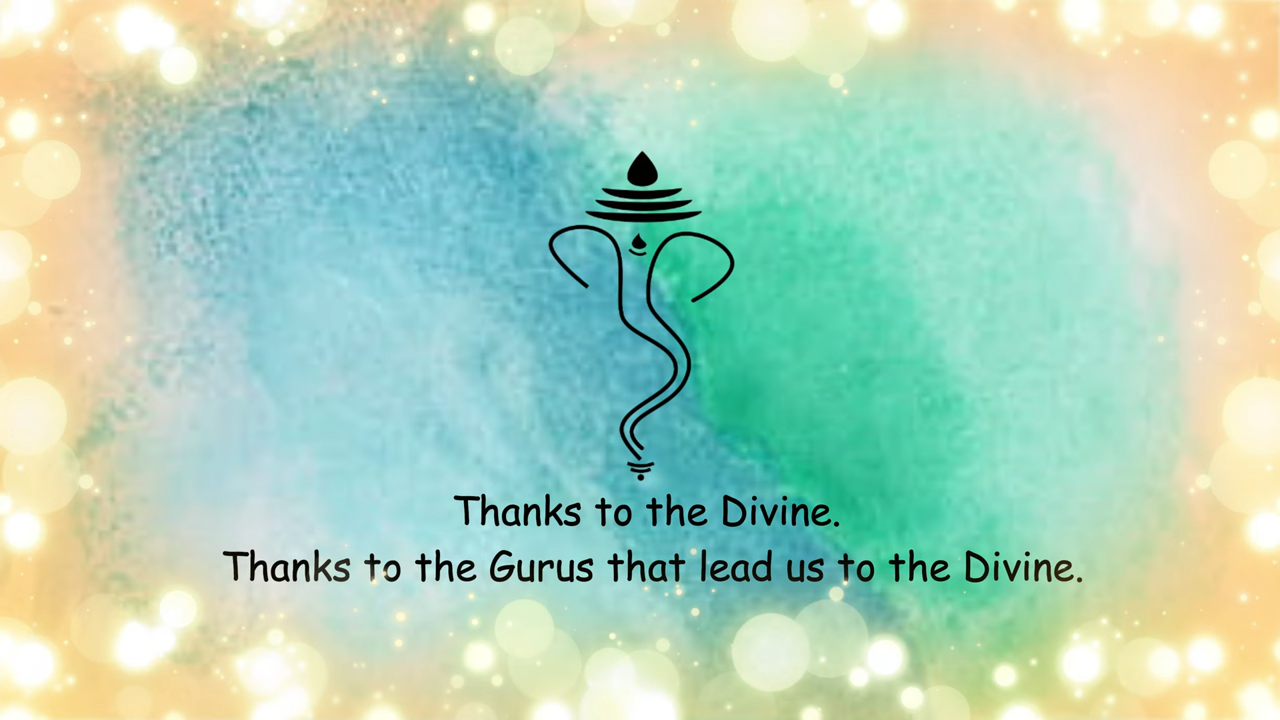 Thanks to the Divine.
Thanks to the Gurus that lead us to the Divine.